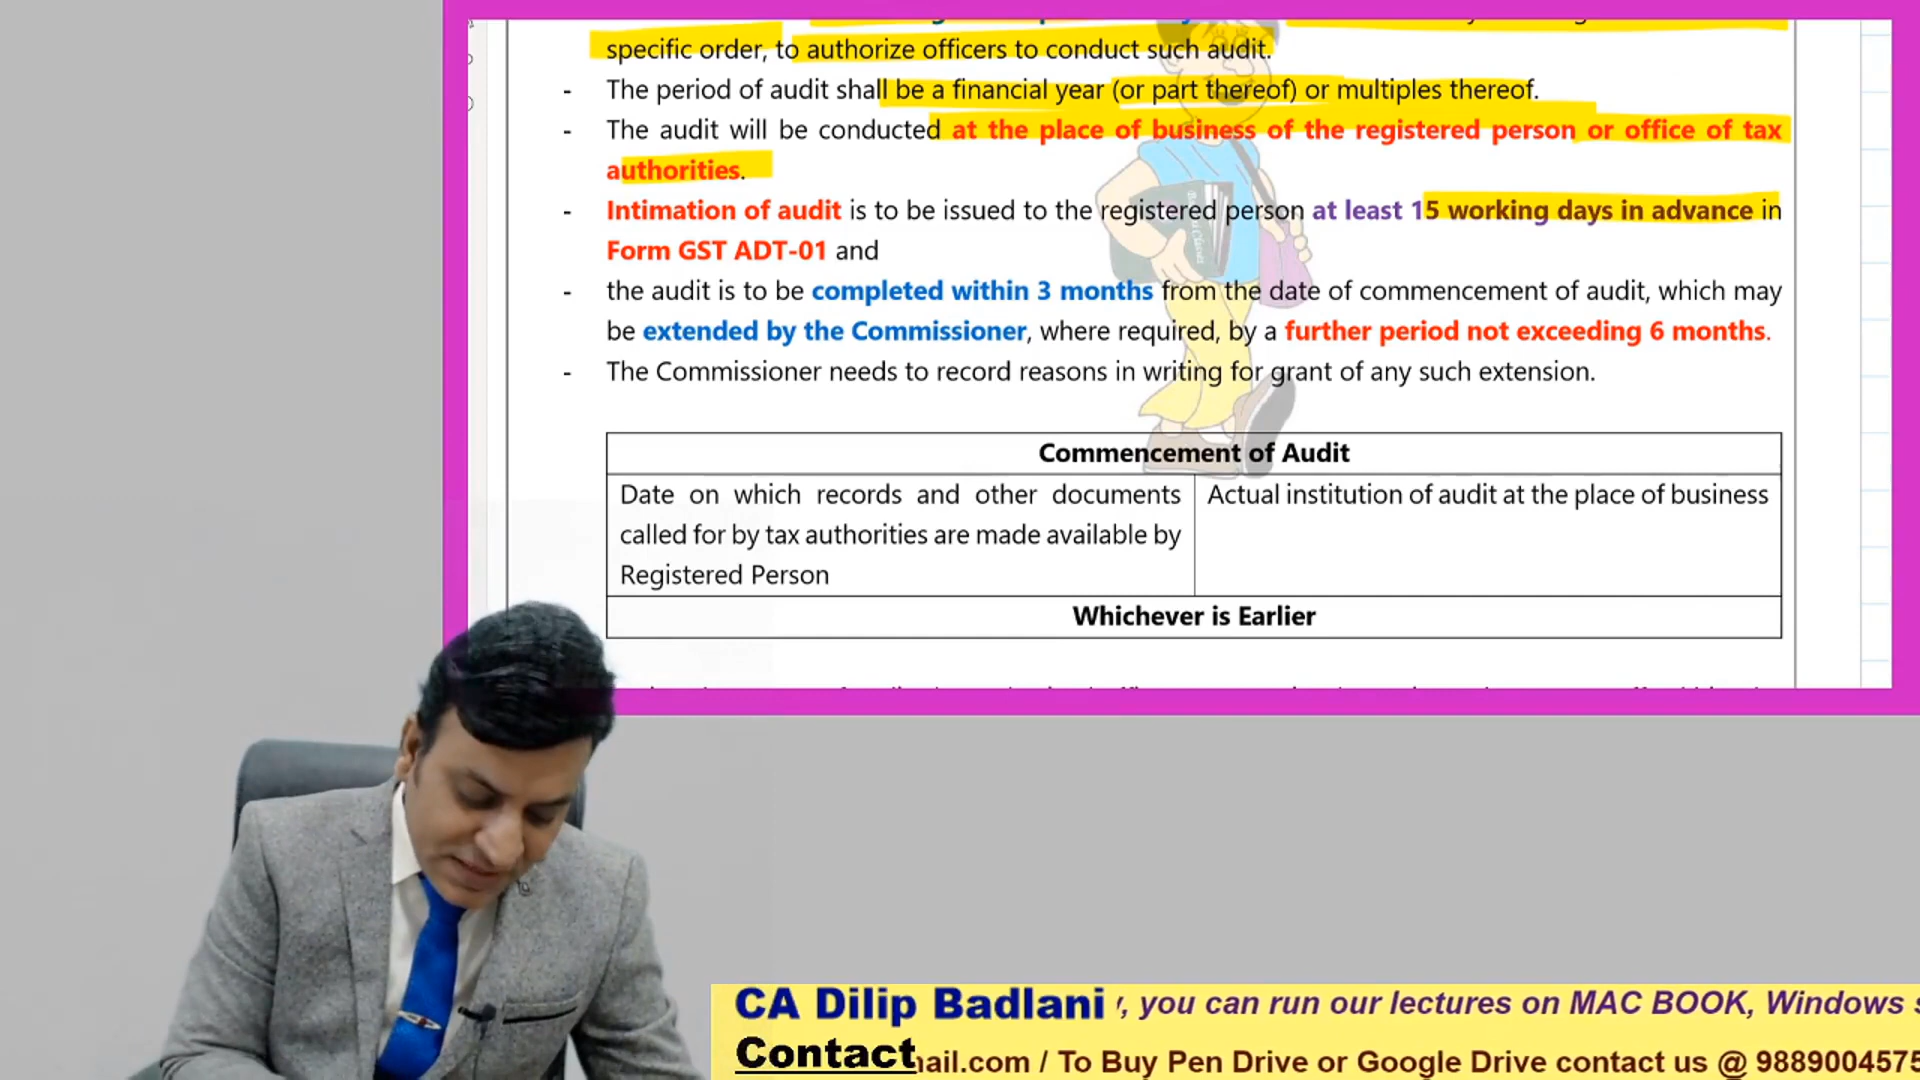 specific order, to authorize officers to conduct such audit.
- The period of audit shall be a financial year (or part thereof) or multiples thereof.
- The audit will be conducted at the place of business of the registered person or office of tax
authorities.
- Intimation of audit is to be issued to the registered person at least 15 working days in advance in
Form GST ADT-01 and
- the audit is to be completed within 3 months from the date of commencement of audit, which may
be extended by the Commissioner, where required, by a further period not exceeding 6 months.
- The Commissioner needs to record reasons in writing for grant of any such extension.
Commencement of Audit
Date on which records and other documents
called for by tax authorities are made available by
Registered Person
Actual institution of audit at the place of business
Whichever is Earlier
CA Dilip Badlani , you can run our lectures on MAC BOOK, Windows
Contact ail.com / To Buy Pen Drive or Google Drive contact us @ 9889004575